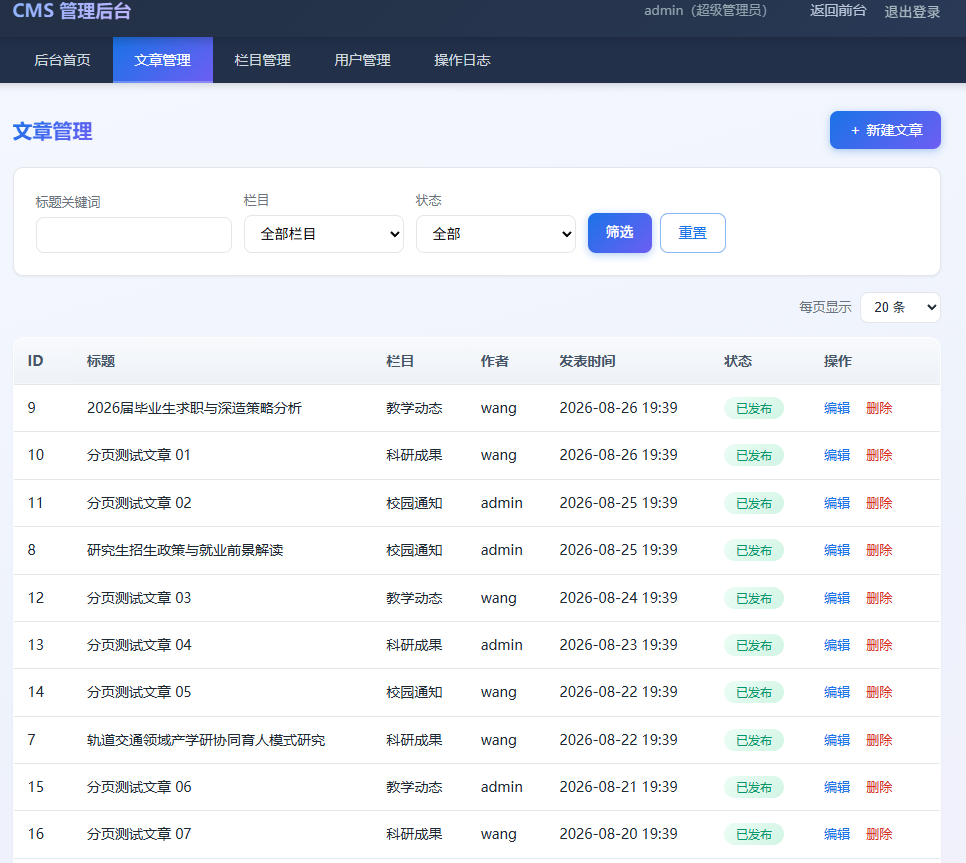 CMS 管理后台 admin（超级管理员） 返回前台 退出登录
后台首页 文章管理 栏目管理 用户管理 操作日志
文章管理 + 新建文章
标题关键词 栏目 状态
全部栏目 全部 筛选 重置
每页显示 20 条
ID 标题 栏目 作者 发表时间 状态 操作
9 2026届毕业生求职与深造策略分析 教学动态 wang 2026-08-26 19:39 已发布 编辑 删除
10 分页测试文章 01 科研成果 wang 2026-08-26 19:39 已发布 编辑 删除
11 分页测试文章 02 校园通知 admin 2026-08-25 19:39 已发布 编辑 删除
8 研究生招生政策与就业前景解读 校园通知 admin 2026-08-25 19:39 已发布 编辑 删除
12 分页测试文章 03 教学动态 wang 2026-08-24 19:39 已发布 编辑 删除
13 分页测试文章 04 科研成果 admin 2026-08-23 19:39 已发布 编辑 删除
14 分页测试文章 05 校园通知 wang 2026-08-22 19:39 已发布 编辑 删除
7 轨道交通领域产学研协同育人模式研究 科研成果 wang 2026-08-22 19:39 已发布 编辑 删除
15 分页测试文章 06 教学动态 admin 2026-08-21 19:39 已发布 编辑 删除
16 分页测试文章 07 科研成果 wang 2026-08-20 19:39 已发布 编辑 删除